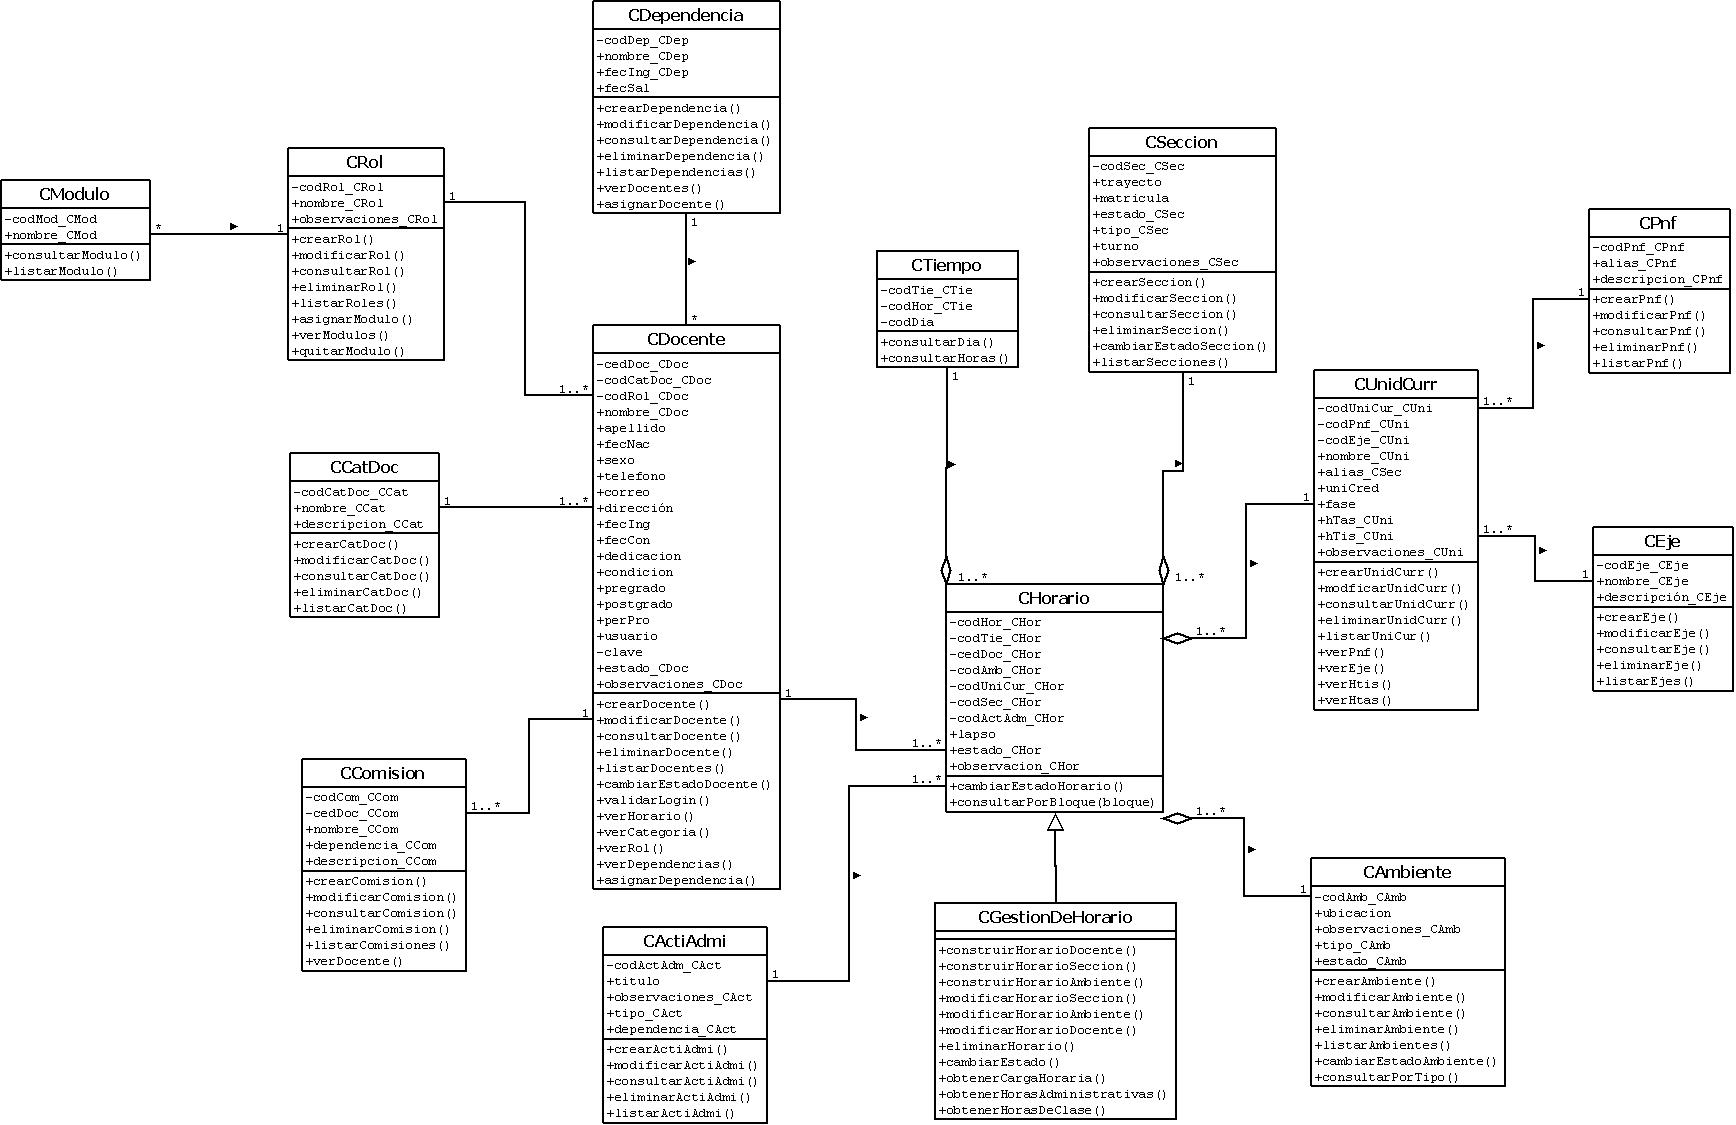 CDependencia
-codDep_CDep
+nombre_CDep
+fecIng_CDep
+fecSal
+crearDependencia()
+modificarDependencia()
+consultarDependencia()
+eliminarDependencia()
+listarDependencias()
+verDocentes()
+asignarDocente()
1
*
CModulo
-codMod_CMod
+nombre_CMod
+consultarModulo()
+listarModulo()
*
1
CRol
-codRol_CRol
+nombre_CRol
+observaciones_CRol
+crearRol()
+modificarRol()
+consultarRol()
+eliminarRol()
+listarRoles()
+asignarModulo()
+verModulos()
+quitarModulo()
1
1..*
CCatDoc
-codCatDoc_CCat
+nombre_CCat
+descripcion_CCat
+crearCatDoc()
+modificarCatDoc()
+consultarCatDoc()
+eliminarCatDoc()
+listarCatDoc()
1
1..*
CComision
-codCom_CCom
-cedDoc_CCom
+nombre_CCom
+dependencia_CCom
+descripcion_CCom
+crearComision()
+modificarComision()
+consultarComision()
+eliminarComision()
+listarComisiones()
+verDocente()
1..*
1
CDocente
-cedDoc_CDoc
-codCatDoc_CDoc
-codRol_CDoc
+nombre_CDoc
+apellido
+fecNac
+sexo
+telefono
+correo
+dirección
+fecIng
+fecCon
+dedicacion
+condicion
+pregrado
+postgrado
+perPro
+usuario
-clave
+estado_CDoc
+observaciones_CDoc
+crearDocente()
+modificarDocente()
+consultarDocente()
+eliminarDocente()
+listarDocentes()
+cambiarEstadoDocente()
+validarLogin()
+verHorario()
+verCategoria()
+verRol()
+verDependencias()
+asignarDependencia()
1
1..*
CActiAdmi
-codActAdm_CAct
+titulo
+observaciones_CAct
+tipo_CAct
+dependencia_CAct
+crearActiAdmi()
+modificarActiAdmi()
+consultarActiAdmi()
+eliminarActiAdmi()
+listarActiAdmi()
1
1..*
CTiempo
-codTie_CTie
-codHor_CTie
-codDia
+consultarDia()
+consultarHoras()
1
1..*
CSeccion
-codSec_CSec
+trayecto
+matricula
+estado_CSec
+tipo_CSec
+turno
+observaciones_CSec
+crearSeccion()
+modificarSeccion()
+consultarSeccion()
+eliminarSeccion()
+cambiarEstadoSeccion()
+listarSecciones()
1
1..*
CHorario
-codHor_CHor
-codTie_CHor
-cedDoc_CHor
-codAmb_CHor
-codUniCur_CHor
-codSec_CHor
-codActAdm_CHor
+lapso
+estado_CHor
+observacion_CHor
+cambiarEstadoHorario()
+consultarPorBloque(bloque)
1..*
1
1..*
1
CGestionDeHorario
+construirHorarioDocente()
+construirHorarioSeccion()
+construirHorarioAmbiente()
+modificarHorarioSeccion()
+modificarHorarioAmbiente()
+modificarHorarioDocente()
+eliminarHorario()
+cambiarEstado()
+obtenerCargaHoraria()
+obtenerHorasAdministrativas()
+obtenerHorasDeClase()
CUnidCurr
-codUniCur_CUni
-codPnf_CUni
-codEje_CUni
+nombre_CUni
+alias_CSec
+uniCred
+fase
+hTas_CUni
+hTis_CUni
+observaciones_CUni
+crearUnidCurr()
+modficarUnidCurr()
+consultarUnidCurr()
+eliminarUnidCurr()
+listarUniCur()
+verPnf()
+verEje()
+verHtis()
+verHtas()
1..*
1
1..*
1
CPnf
-codPnf_CPnf
+alias_CPnf
+descripcion_CPnf
+crearPnf()
+modificarPnf()
+consultarPnf()
+eliminarPnf()
+listarPnf()
CEje
-codEje_CEje
+nombre_CEje
+descripción_CEje
+crearEje()
+modificarEje()
+consultarEje()
+eliminarEje()
+listarEjes()
CAmbiente
-codAmb_CAmb
+ubicacion
+observaciones_CAmb
+tipo_CAmb
+estado_CAmb
+crearAmbiente()
+modificarAmbiente()
+consultarAmbiente()
+eliminarAmbiente()
+listarAmbientes()
+cambiarEstadoAmbiente()
+consultarPorTipo()